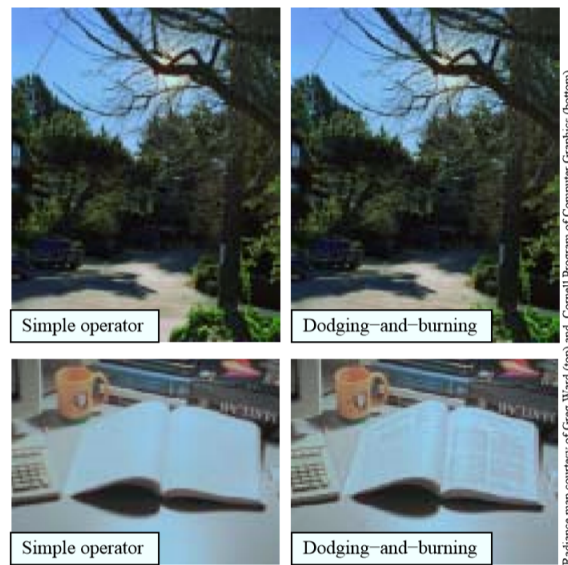 Simple operator
Dodging−and−burning
Simple operator
Dodging−and−burning
Radiance map courtesy of Greg Ward (top) and Cornell Program of Computer Graphics (bottom)